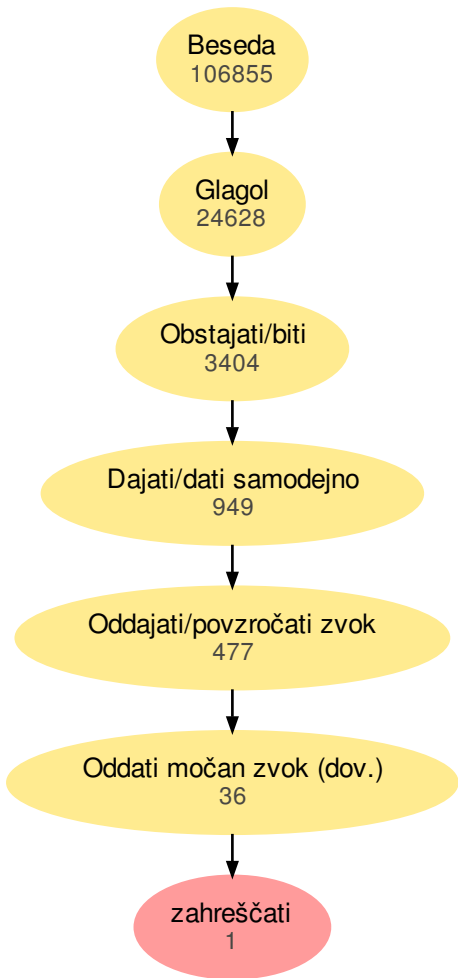 Beseda
106855
Glagol
24628
Obstajati/biti
3404
Dajati/dati samodejno
949
Oddajati/povzročati zvok
477
Oddati močan zvok (dov.)
36
zahreščati
1